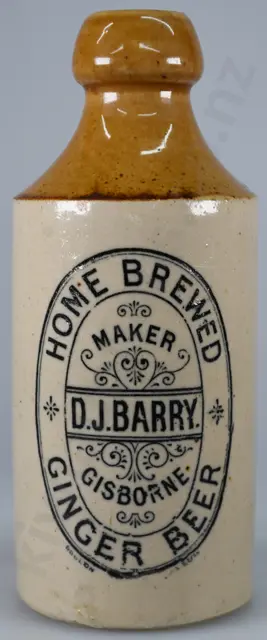 HOME BREWED
MAKER
D.J.BARRY.
GISBORNE.
GINGER BEER